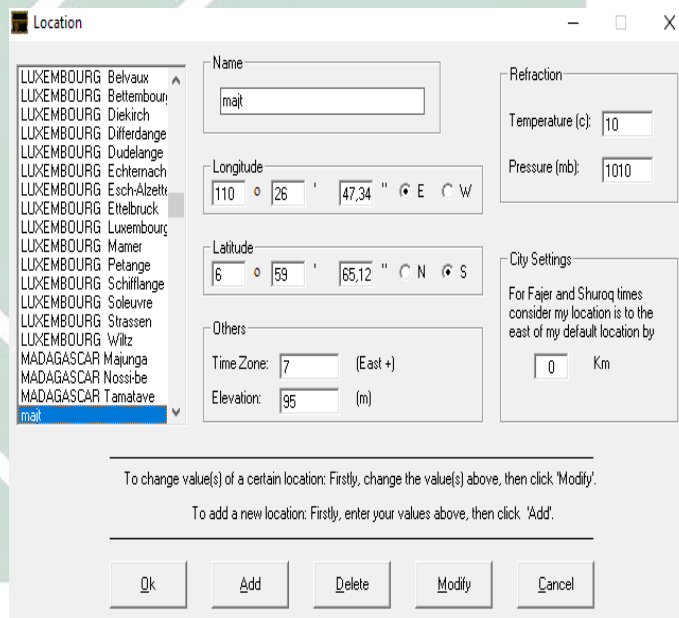 Location
LUXEMBOURG Belvaux
LUXEMBOURG Bettembour
LUXEMBOURG Diekirch
LUXEMBOURG Differdange
LUXEMBOURG Dudelange
LUXEMBOURG Echternach
LUXEMBOURG Esch-Alzette
LUXEMBOURG Ettelbruck
LUXEMBOURG Luxembourg
LUXEMBOURG Mamer
LUXEMBOURG Petange
LUXEMBOURG Schifflange
LUXEMBOURG Soleuvre
LUXEMBOURG Strassen
LUXEMBOURG Wiltz
MADAGASCAR Majunga
MADAGASCAR Nossi-be
MADAGASCAR Tamatave
majt
Name
majt
Longitude
110 ° 26 ' 47,34 " E W
Latitude
6 ° 59 ' 65,12 " N S
Others
Time Zone: 7 (East +)
Elevation: 95 (m)
Refraction
Temperature (c): 10
Pressure (mb): 1010
City Settings
For Fajer and Shuroq times
consider my location is to the
east of my default location by
0 Km
To change value(s) of a certain location: Firstly, change the value(s) above, then click 'Modify'.
To add a new location: Firstly, enter your values above, then click 'Add'.
Ok Add Delete Modify Cancel